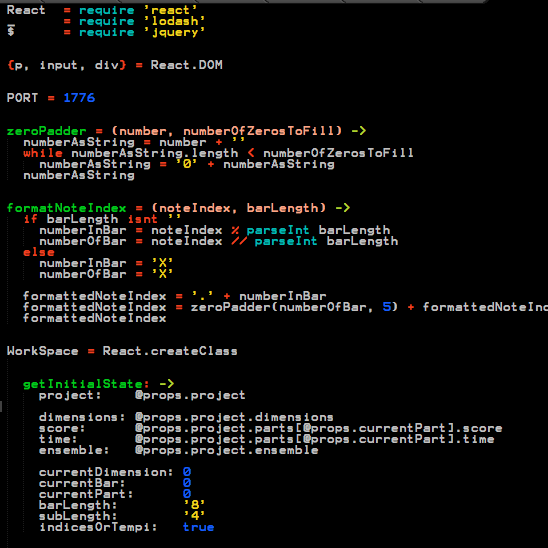 React  = require 'react'
_      = require 'lodash'
$      = require 'jquery'
{p, input, div} = React.DOM
PORT = 1776
zeroPadder = (number, numberOfZerosToFill) ->
  numberAsString = number + ''
  while numberAsString.length < numberOfZerosToFill
    numberAsString = '0' + numberAsString
  numberAsString
formatNoteIndex = (noteIndex, barLength) ->
  if barLength isnt ''
    numberInBar = noteIndex % parseInt barLength
    numberOfBar = noteIndex // parseInt barLength
  else
    numberInBar = 'X'
    numberOfBar = 'X'
  formattedNoteIndex = '.' + numberInBar
  formattedNoteIndex = zeroPadder(numberOfBar, 5) + formattedNoteInd
  formattedNoteIndex
WorkSpace = React.createClass
  getInitialState: ->
    project:    @props.project
    dimensions: @props.project.dimensions
    score:      @props.project.parts[@props.currentPart].score
    time:       @props.project.parts[@props.currentPart].time
    ensemble:   @props.project.ensemble
    currentDimension: 0
    currentBar:       0
    currentPart:      0
    barLength:        '8'
    subLength:        '4'
    indicesOrTempi:   true